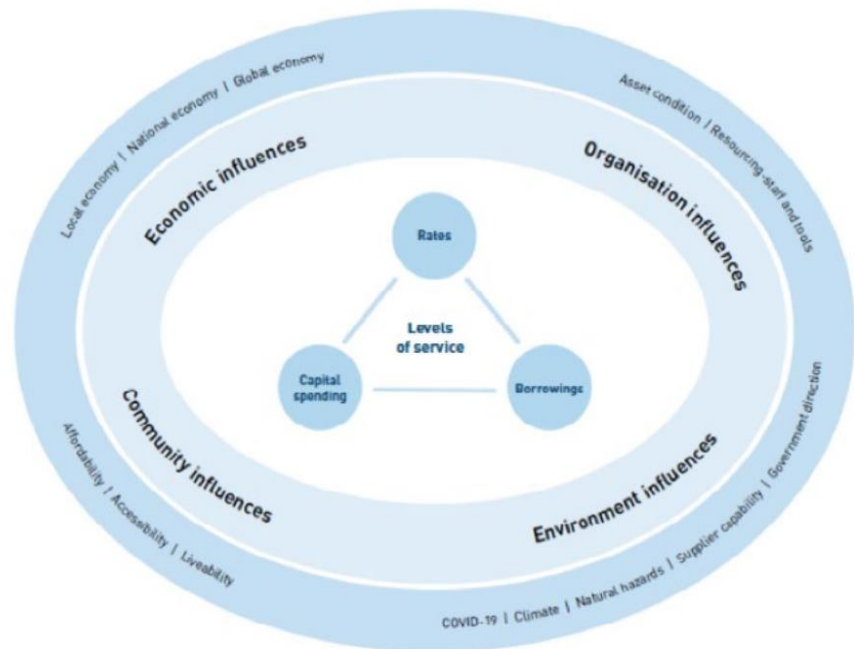 Local economy | National economy | Global economy
Asset condition | Resourcing-staff and tools
Economic influences
Organisation influences
Rates
Levels
of service
Capital
spending
Borrowings
Community influences
Environment influences
Affordability | Accessibility | Liveability
COVID-19 | Climate | Natural hazards | Supplier capability | Government direction